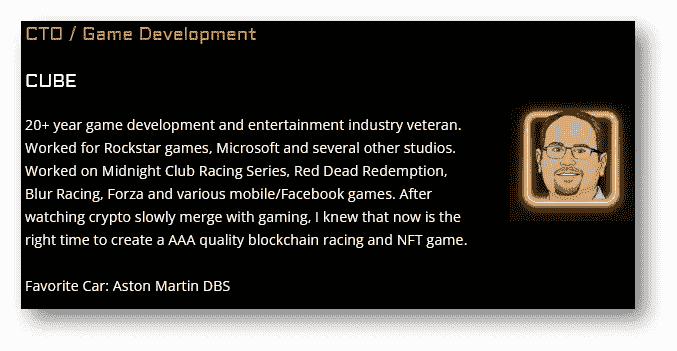 CTO / Game Development
CUBE
20+ year game development and entertainment industry veteran.
Worked for Rockstar games, Microsoft and several other studios.
Worked on Midnight Club Racing Series, Red Dead Redemption,
Blur Racing, Forza and various mobile/Facebook games. After
watching crypto slowly merge with gaming, I knew that now is the
right time to create a AAA quality blockchain racing and NFT game.
Favorite Car: Aston Martin DBS